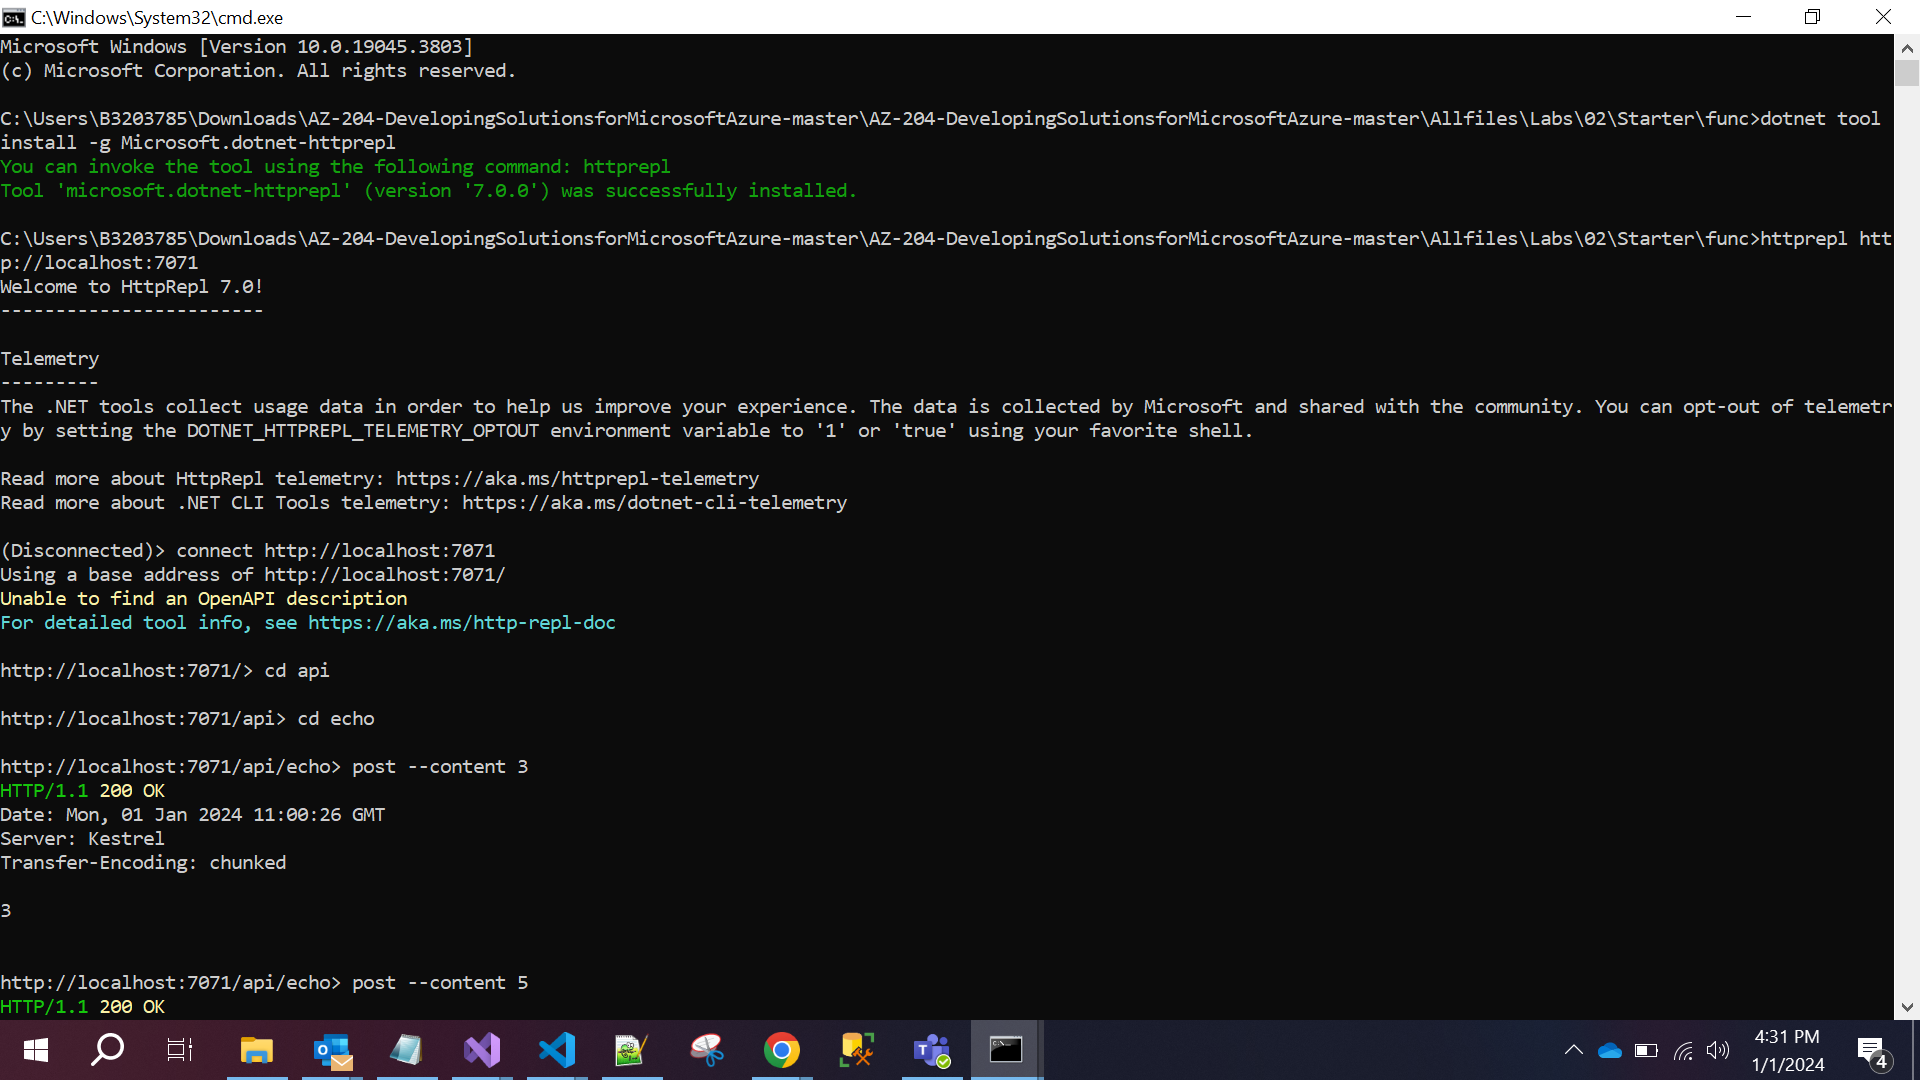 C:\Windows\System32\cmd.exe
Microsoft Windows [Version 10.0.19045.3803]
(c) Microsoft Corporation. All rights reserved.
C:\Users\B3203785\Downloads\AZ-204-DevelopingSolutionsforMicrosoftAzure-master\AZ-204-DevelopingSolutionsforMicrosoftAzure-master\Allfiles\Labs\02\Starter\func>dotnet tool
install -g Microsoft.dotnet-httprepl
You can invoke the tool using the following command: httprepl
Tool 'microsoft.dotnet-httprepl' (version '7.0.0') was successfully installed.
C:\Users\B3203785\Downloads\AZ-204-DevelopingSolutionsforMicrosoftAzure-master\AZ-204-DevelopingSolutionsforMicrosoftAzure-master\Allfiles\Labs\02\Starter\func>httprepl htt
p://localhost:7071
Welcome to HttpRepl 7.0!
------------------------
Telemetry
---------
The .NET tools collect usage data in order to help us improve your experience. The data is collected by Microsoft and shared with the community. You can opt-out of telemetr
y by setting the DOTNET_HTTPREPL_TELEMETRY_OPTOUT environment variable to '1' or 'true' using your favorite shell.
Read more about HttpRepl telemetry: https://aka.ms/httprepl-telemetry
Read more about .NET CLI Tools telemetry: https://aka.ms/dotnet-cli-telemetry
(Disconnected)> connect http://localhost:7071
Using a base address of http://localhost:7071/
Unable to find an OpenAPI description
For detailed tool info, see https://aka.ms/http-repl-doc
http://localhost:7071/> cd api
http://localhost:7071/api> cd echo
http://localhost:7071/api/echo> post --content 3
HTTP/1.1 200 OK
Date: Mon, 01 Jan 2024 11:00:26 GMT
Server: Kestrel
Transfer-Encoding: chunked
3
http://localhost:7071/api/echo> post --content 5
HTTP/1.1 200 OK
4:31 PM
1/1/2024
4